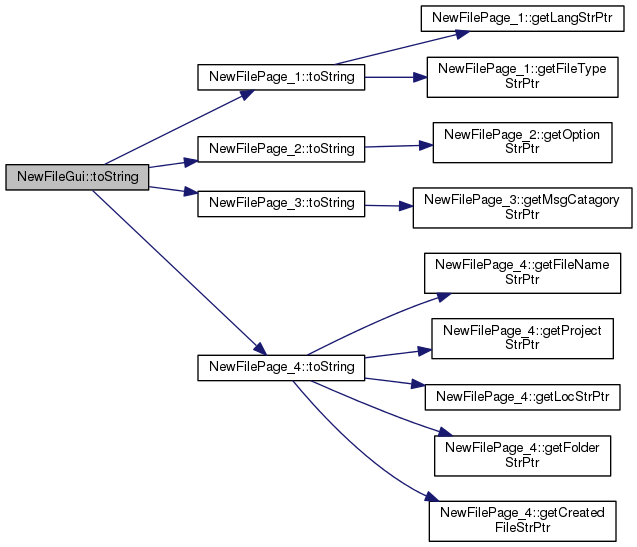 NewFileGui::toString
NewFilePage_1::toString
NewFilePage_1::getLangStrPtr
NewFilePage_1::getFileType
StrPtr
NewFilePage_2::toString
NewFilePage_2::getOption
StrPtr
NewFilePage_3::toString
NewFilePage_3::getMsgCatagory
StrPtr
NewFilePage_4::toString
NewFilePage_4::getFileName
StrPtr
NewFilePage_4::getProject
StrPtr
NewFilePage_4::getLocStrPtr
NewFilePage_4::getFolder
StrPtr
NewFilePage_4::getCreated
FileStrPtr